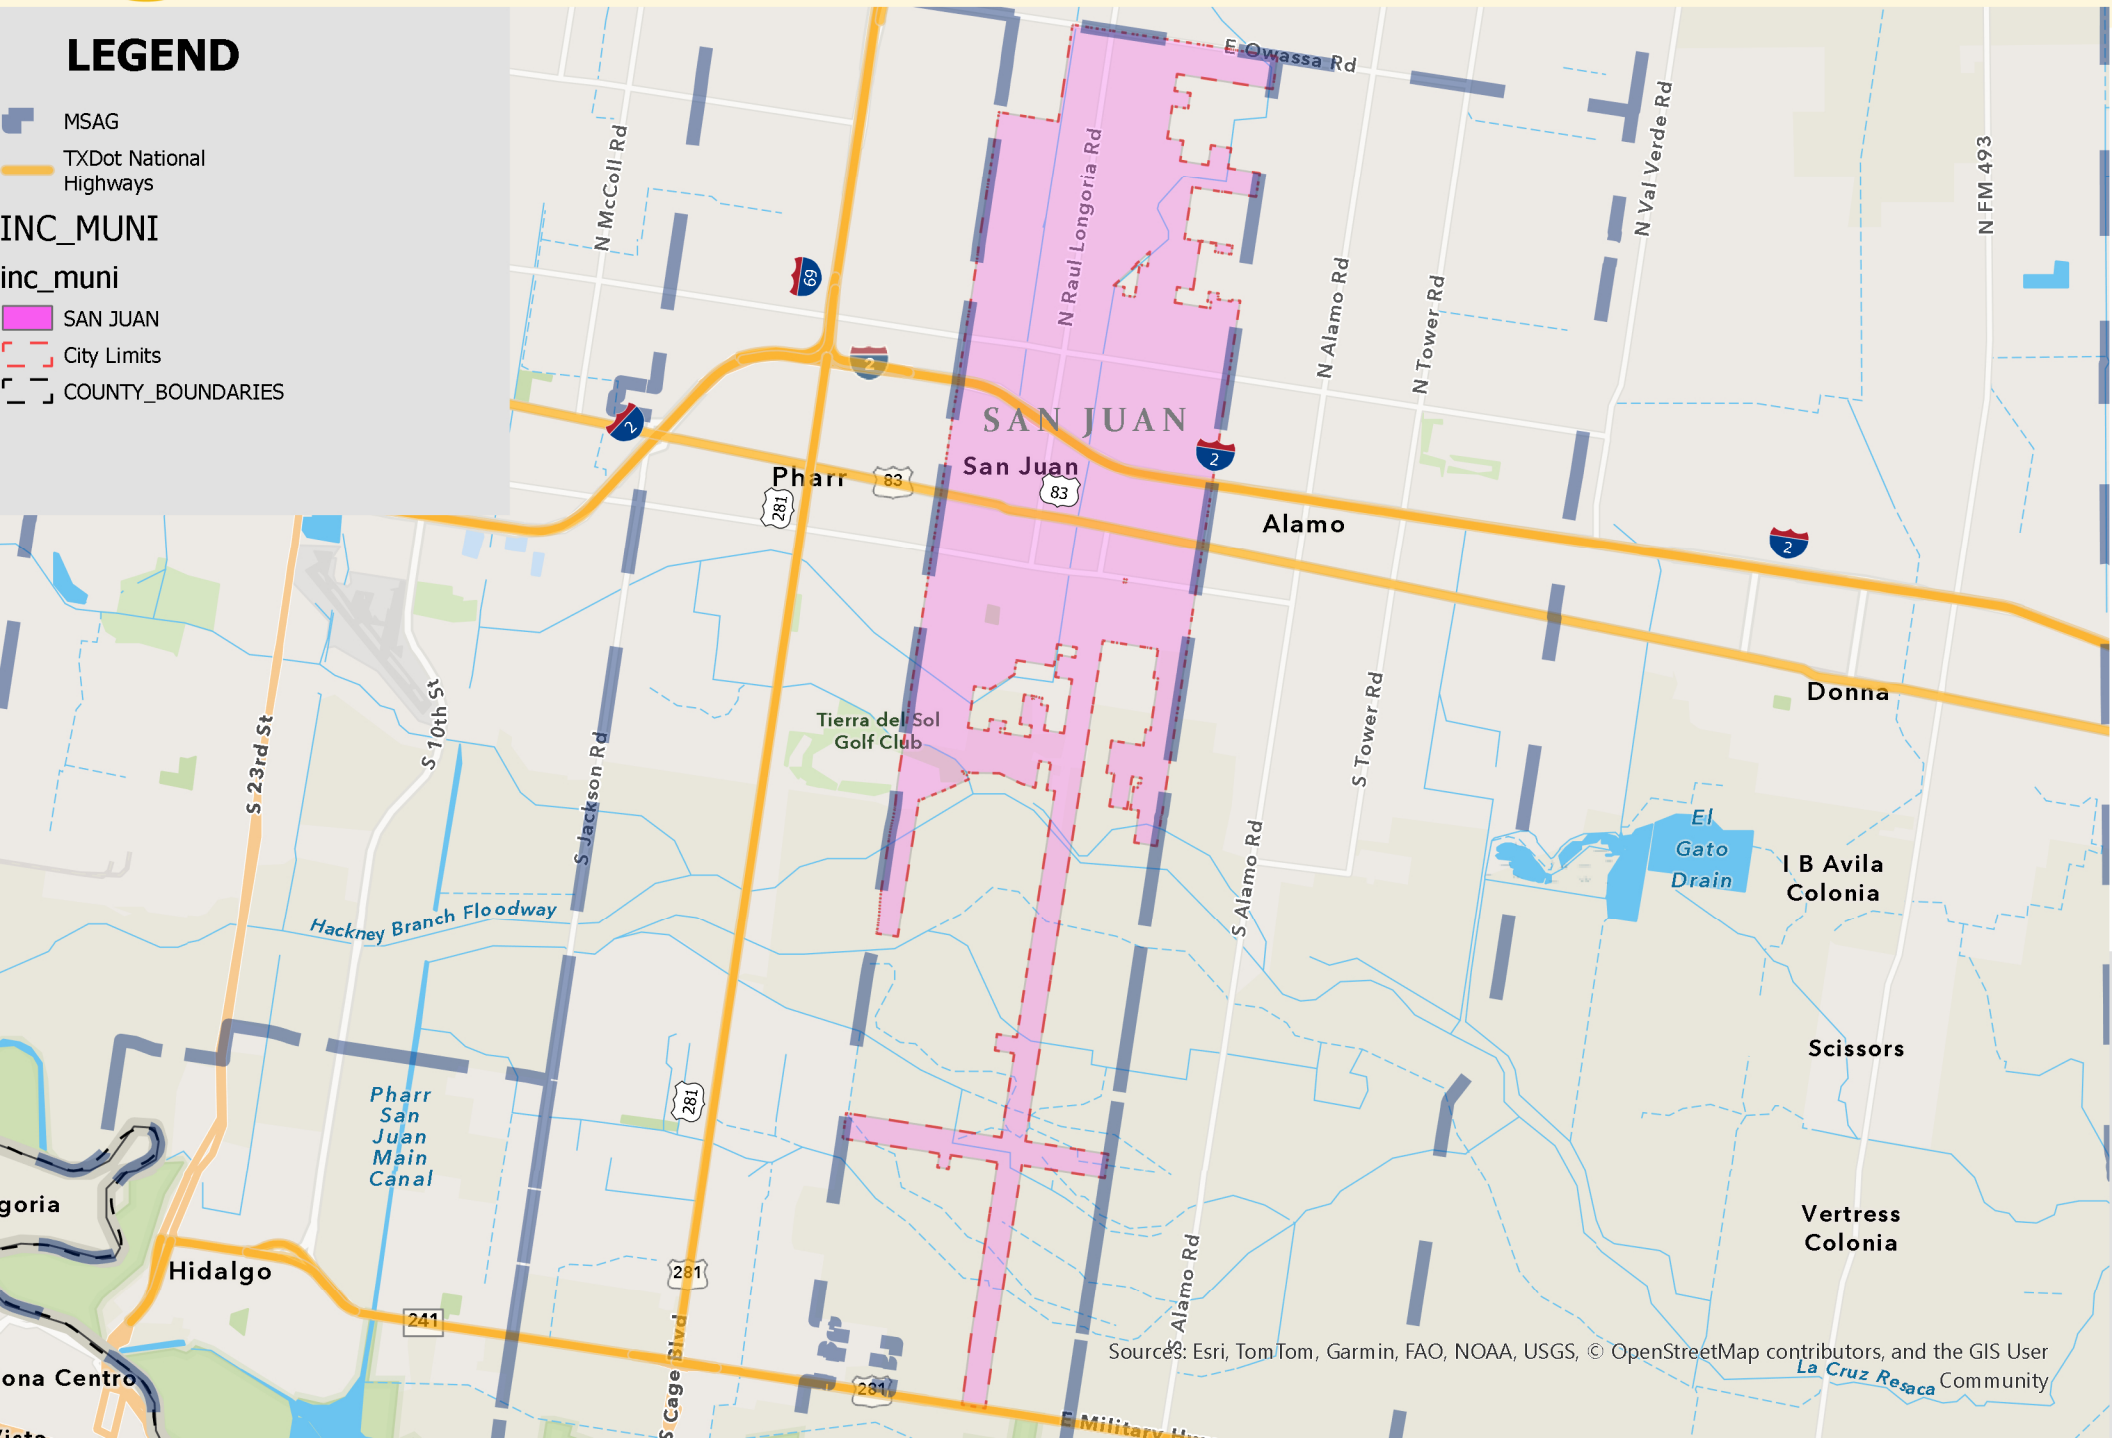 LEGEND
MSAG
TXDot National
Highways
INC_MUNI
inc_muni
SAN JUAN
City Limits
COUNTY_BOUNDARIES
E Owassa Rd
N McColl Rd
N Raul Longoria Rd
N Alamo Rd
N Tower Rd
N Val Verde Rd
N FM 493
69
2
2
SAN JUAN
San Juan
Pharr
83
83
281
2
Alamo
2
Donna
Tierra del Sol
Golf Club
S 23rd St
S 10th St
S Jackson Rd
S Tower Rd
S Alamo Rd
El
Gato
Drain
I B Avila
Colonia
Hackney Branch Floodway
Scissors
Pharr
San
Juan
Main
Canal
281
goria
Vertress
Colonia
Hidalgo
281
241
S Cage Blvd
281
S Alamo Rd
ona Centro
E Military
La Cruz Resaca
Sources: Esri, TomTom, Garmin, FAO, NOAA, USGS, © OpenStreetMap contributors, and the GIS User
Community